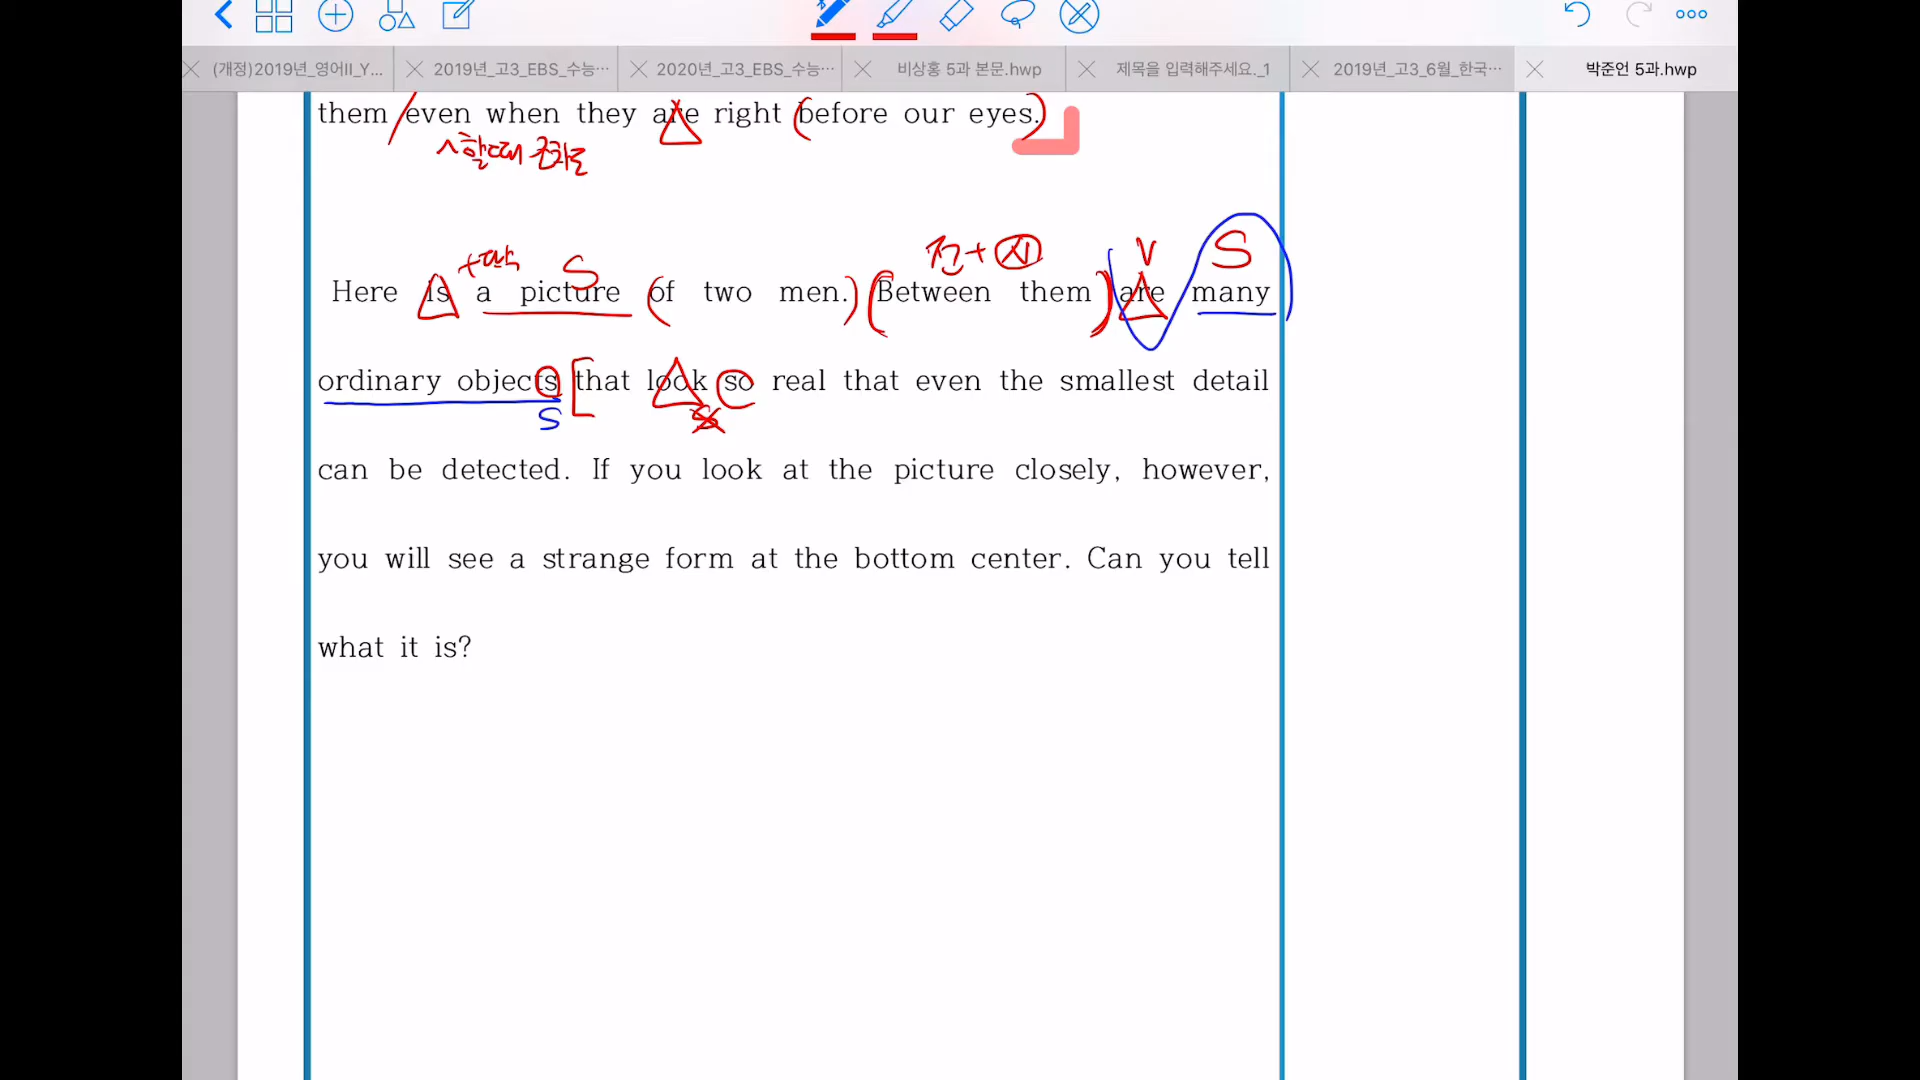 (개정)2019년_영어II_Y... 2019년_고3_EBS_수능... 2020년_고3_EBS_수능... 비상홍 5과 본문.hwp 제목을 입력해주세요._1 2019년_고3_6월_한국... 박준언 5과.hwp
them even when they are right before our eyes.
V S
S
Here is a picture of two men. Between them are many
ordinary objects that look so real that even the smallest detail
S
can be detected. If you look at the picture closely, however,
you will see a strange form at the bottom center. Can you tell
what it is?